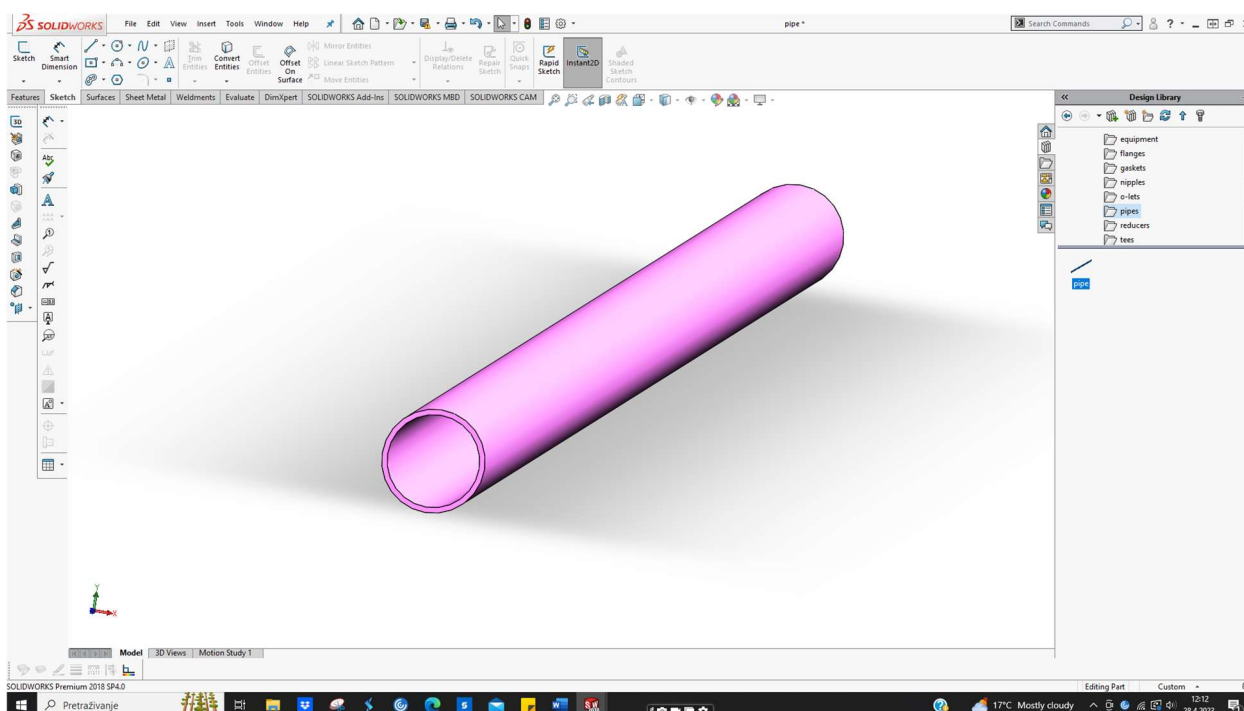 SOLIDWORKS File Edit View Insert Tools Window Help pipe * Search Commands
Sketch Smart Dimension Trim Entities Convert Entities Offset Entities Offset On Surface Mirror Entities Linear Sketch Pattern Move Entities Display/Delete Relations Repair Sketch Quick Snaps Rapid Sketch Instant2D Shaded Sketch Contours
Features Sketch Surfaces Sheet Metal Weldments Evaluate DimXpert SOLIDWORKS Add-Ins SOLIDWORKS MBD SOLIDWORKS CAM
Design Library
equipment
flanges
gaskets
nipples
o-lets
pipes
reducers
tees
pipe
Y
X
Model 3D Views Motion Study 1
SOLIDWORKS Premium 2018 SP4.0 Editing Part Custom
Pretraživanje 17°C Mostly cloudy 12:12